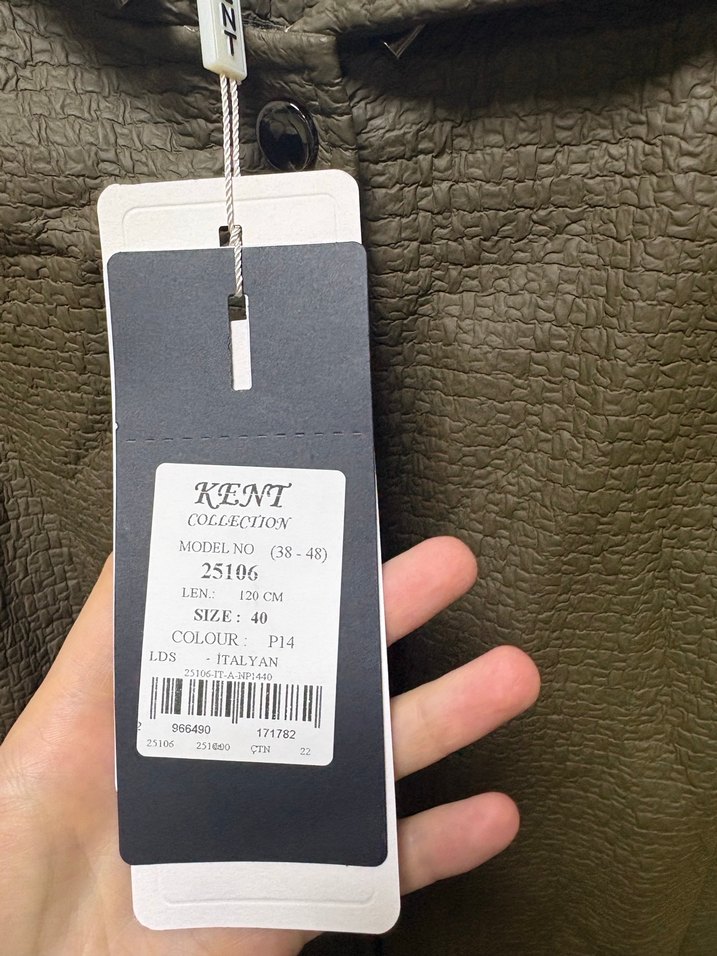 NT
KENT
COLLECTION
MODEL NO (38 - 48)
25106
LEN.: 120 CM
SIZE : 40
COLOUR : P14
LDS - İTALYAN
25106-IT-A-NP1440
966490 171782
25106 ÇTN 22